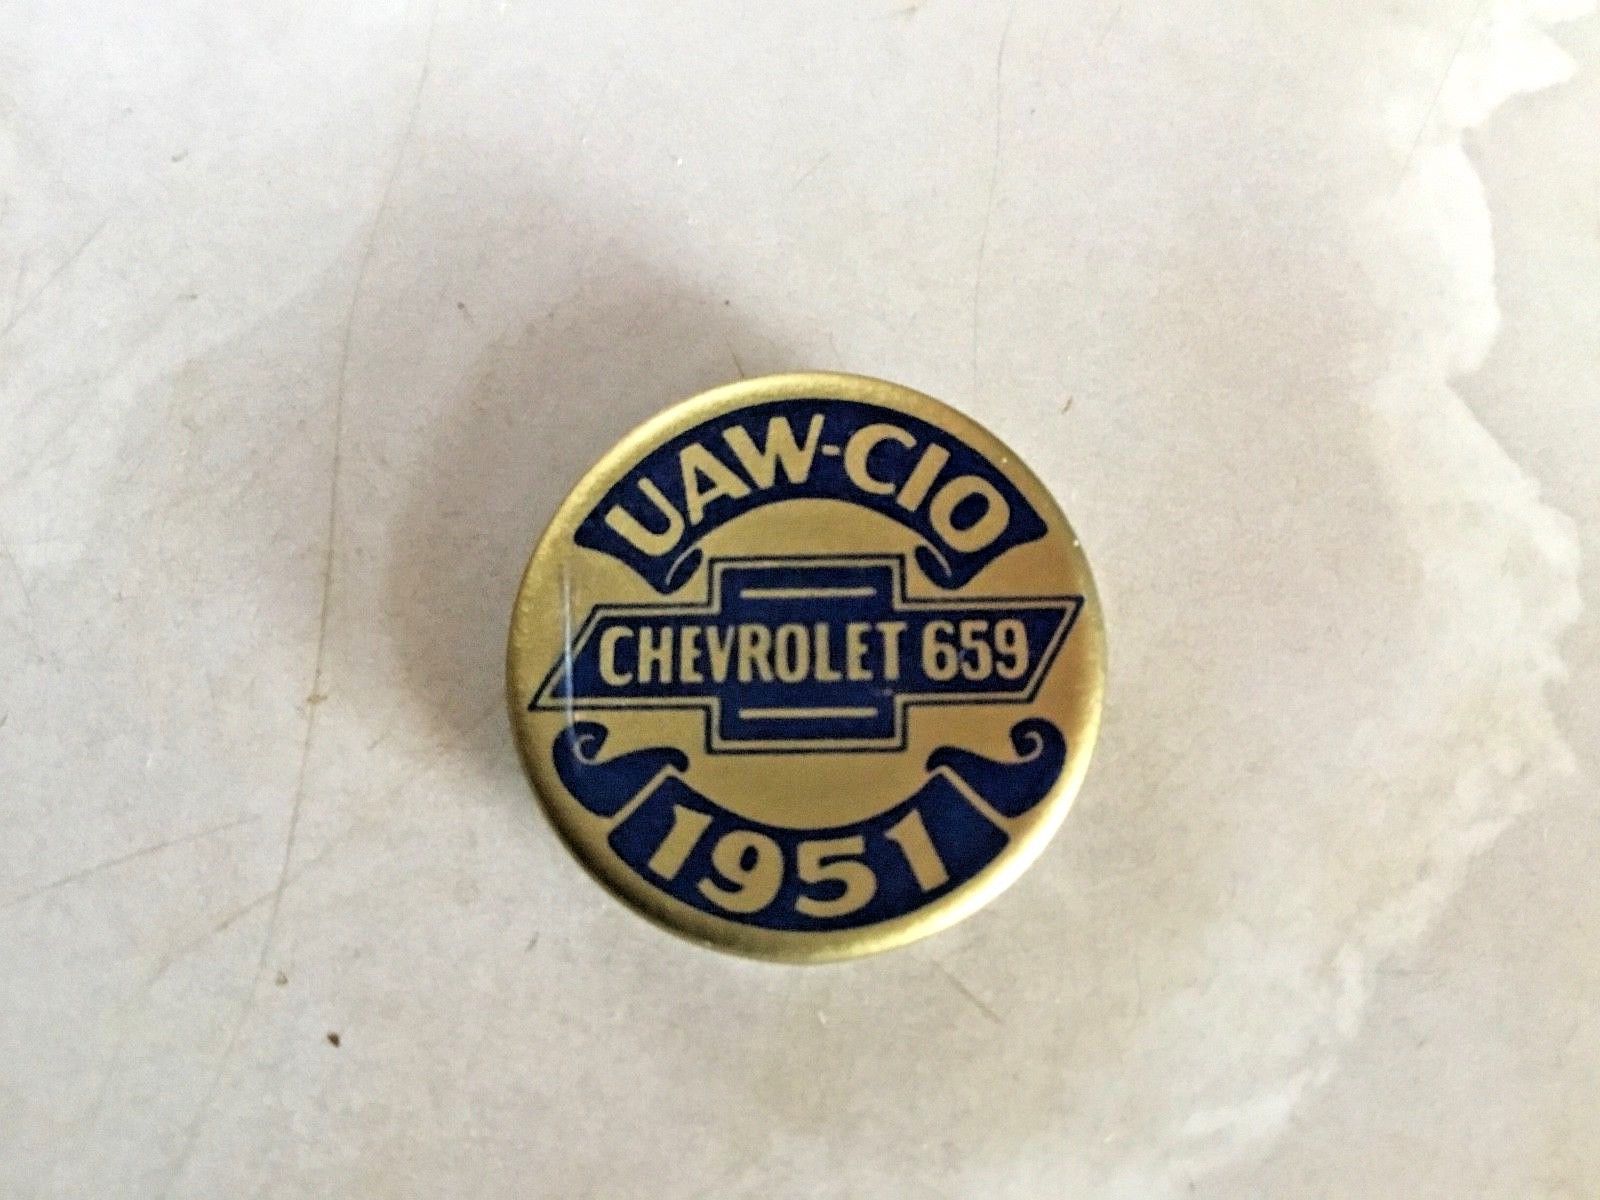 UAW-CIO
CHEVROLET 659
1951